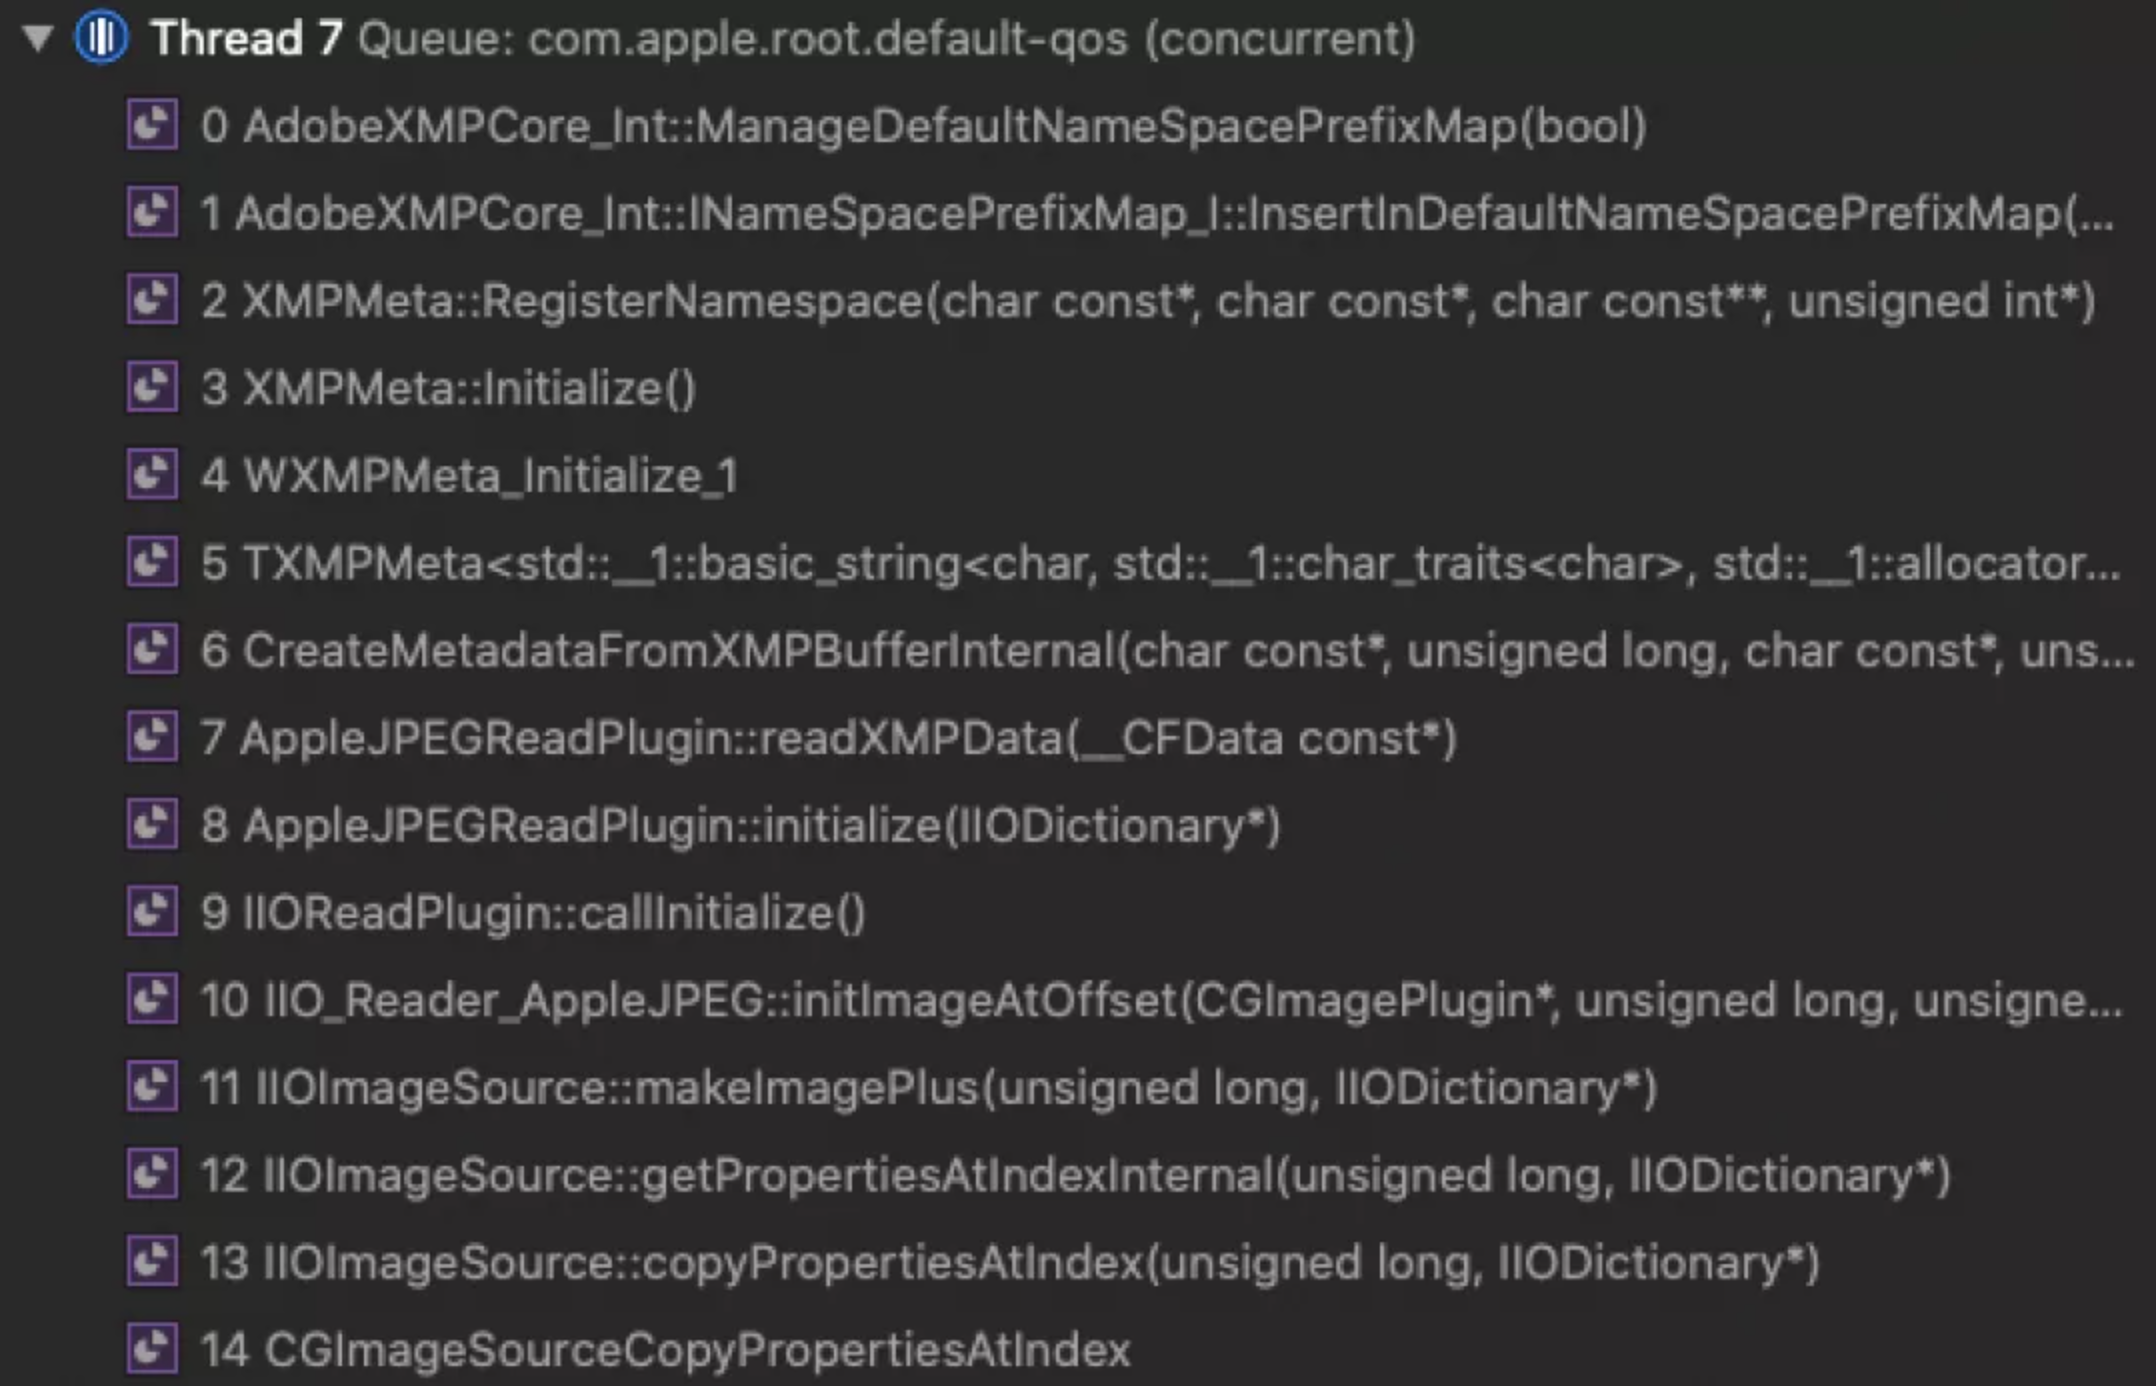 Thread 7 Queue: com.apple.root.default-qos (concurrent)
0 AdobeXMPCore_Int::ManageDefaultNameSpacePrefixMap(bool)
1 AdobeXMPCore_Int::INameSpacePrefixMap_I::InsertInDefaultNameSpacePrefixMap(...
2 XMPMeta::RegisterNamespace(char const*, char const*, char const**, unsigned int*)
3 XMPMeta::Initialize()
4 WXMPMeta_Initialize_1
5 TXMPMeta<std::__1::basic_string<char, std::__1::char_traits<char>, std::__1::allocator...
6 CreateMetadataFromXMPBufferInternal(char const*, unsigned long, char const*, uns...
7 AppleJPEGReadPlugin::readXMPData(__CFData const*)
8 AppleJPEGReadPlugin::initialize(IIODictionary*)
9 IIOReadPlugin::callInitialize()
10 IIO_Reader_AppleJPEG::initImageAtOffset(CGImagePlugin*, unsigned long, unsigne...
11 IIOImageSource::makeImagePlus(unsigned long, IIODictionary*)
12 IIOImageSource::getPropertiesAtIndexInternal(unsigned long, IIODictionary*)
13 IIOImageSource::copyPropertiesAtIndex(unsigned long, IIODictionary*)
14 CGImageSourceCopyPropertiesAtIndex